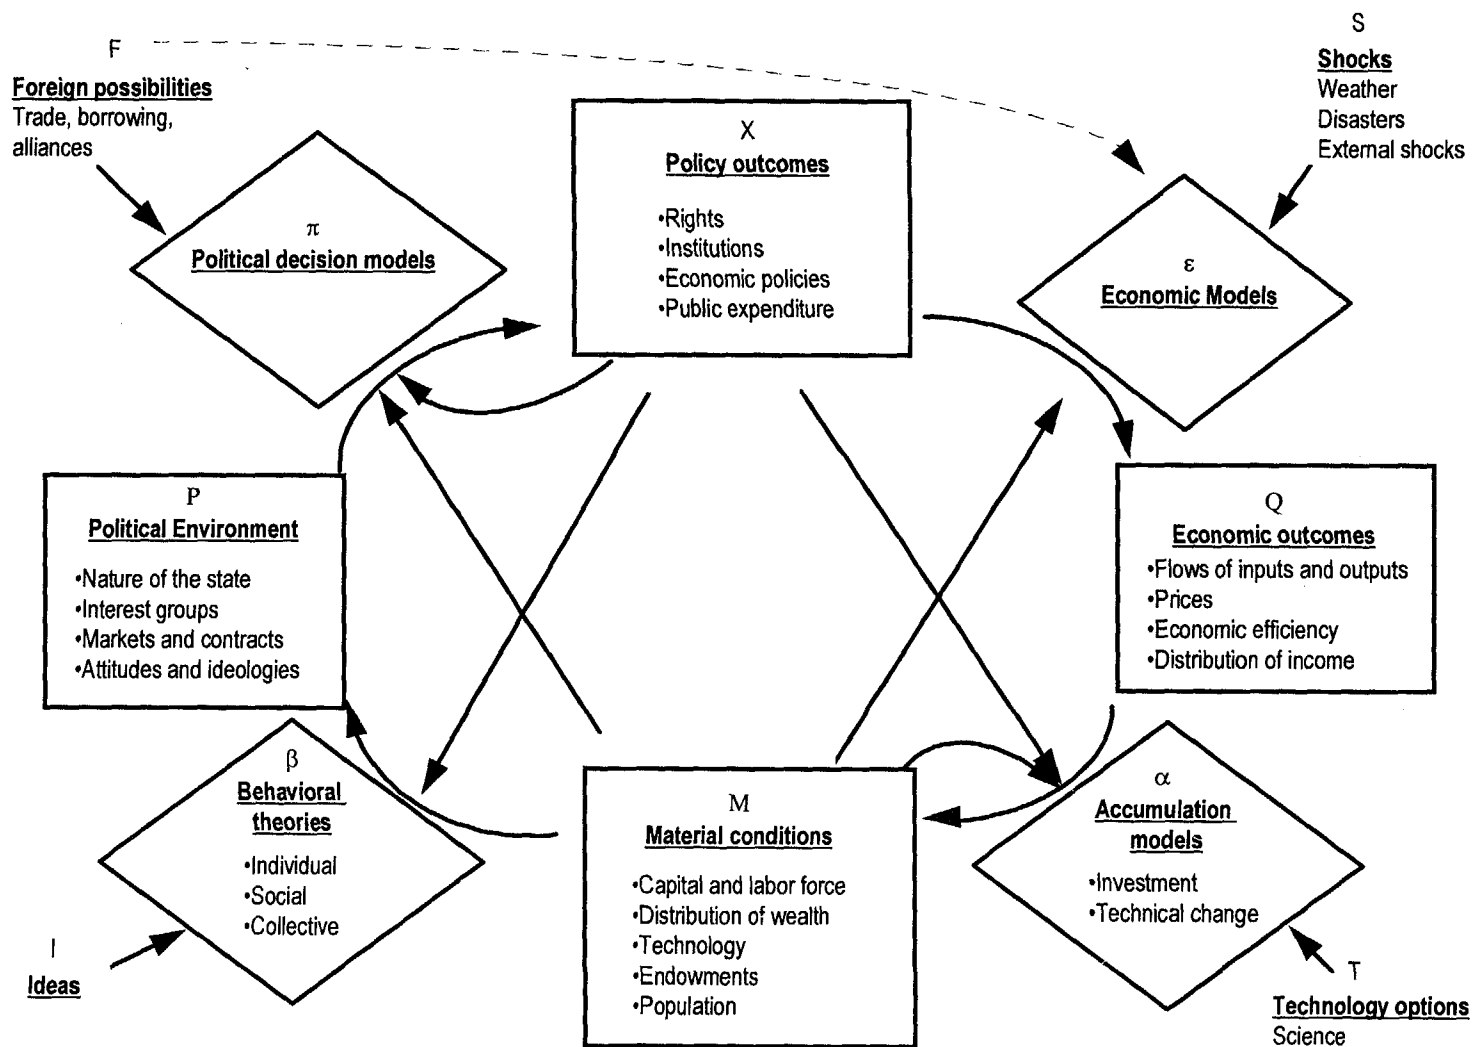 F
Foreign possibilities
Trade, borrowing,
alliances
S
Shocks
Weather
Disasters
External shocks
π
Political decision models
X
Policy outcomes
•Rights
•Institutions
•Economic policies
•Public expenditure
ε
Economic Models
P
Political Environment
•Nature of the state
•Interest groups
•Markets and contracts
•Attitudes and ideologies
Q
Economic outcomes
•Flows of inputs and outputs
•Prices
•Economic efficiency
•Distribution of income
β
Behavioral
theories
•Individual
•Social
•Collective
M
Material conditions
•Capital and labor force
•Distribution of wealth
•Technology
•Endowments
•Population
α
Accumulation
models
•Investment
•Technical change
I
Ideas
T
Technology options
Science